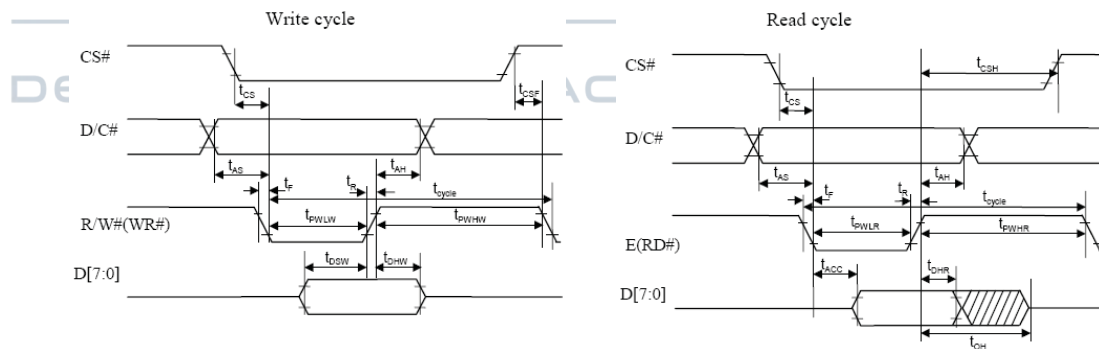 Write cycle
CS#
tCS
tCSF
D/C#
tAS
tAH
tF
tR
tcycle
R/W#(WR#)
tPWLW
tPWHW
D[7:0]
tDSW
tDHW
Read cycle
CS#
tCSH
tCS
D/C#
tAS
tAH
tF
tR
tcycle
E(RD#)
tPWLR
tPWHR
tACC
tDHR
D[7:0]
tOH